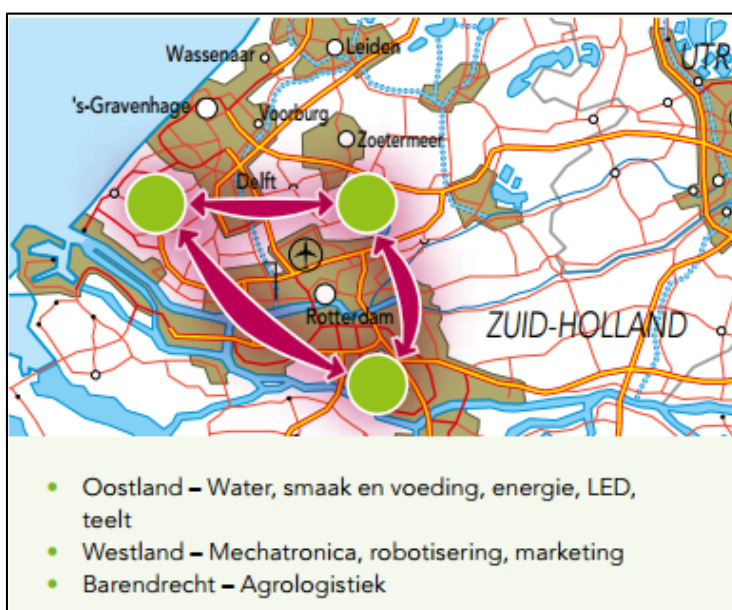 Wassenaar
Leiden
UTR
's-Gravenhage
Voorburg
Zoetermeer
Delft
Rotterdam
ZUID-HOLLAND
• Oostland – Water, smaak en voeding, energie, LED,
teelt
• Westland – Mechatronica, robotisering, marketing
• Barendrecht – Agrologistiek